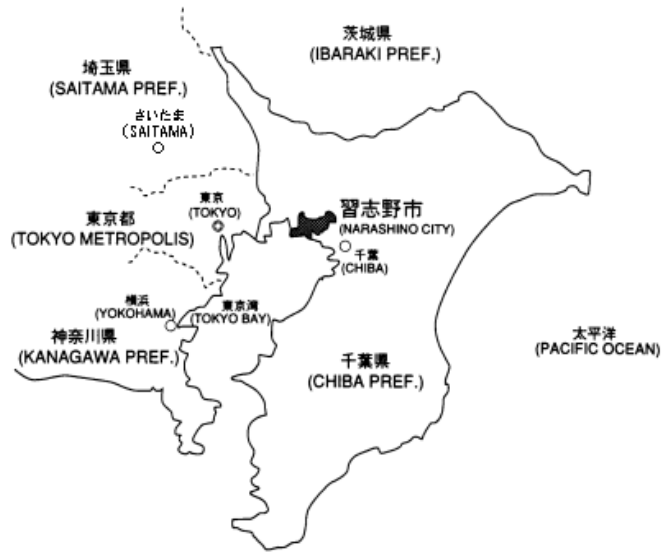 茨城県
(IBARAKI PREF.)
埼玉県
(SAITAMA PREF.)
さいたま
(SAITAMA)
東京
(TOKYO)
東京都
(TOKYO METROPOLIS)
習志野市
(NARASHINO CITY)
千葉
(CHIBA)
横浜
(YOKOHAMA)
東京湾
(TOKYO BAY)
神奈川県
(KANAGAWA PREF.)
千葉県
(CHIBA PREF.)
太平洋
(PACIFIC OCEAN)